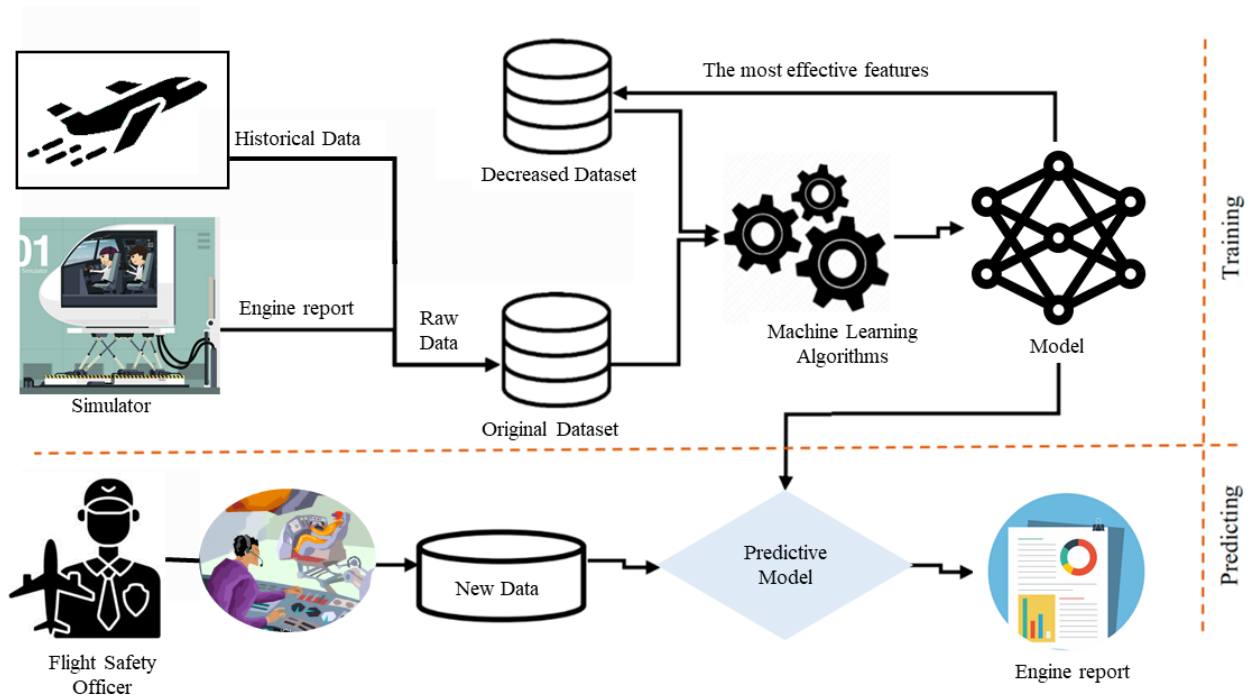 The most effective features
Historical Data
Decreased Dataset
Training
01
Simulator
Engine report
Raw
Data
Machine Learning
Algorithms
Model
Simulator
Original Dataset
Predicting
New Data
Predictive
Model
Flight Safety
Officer
Engine report